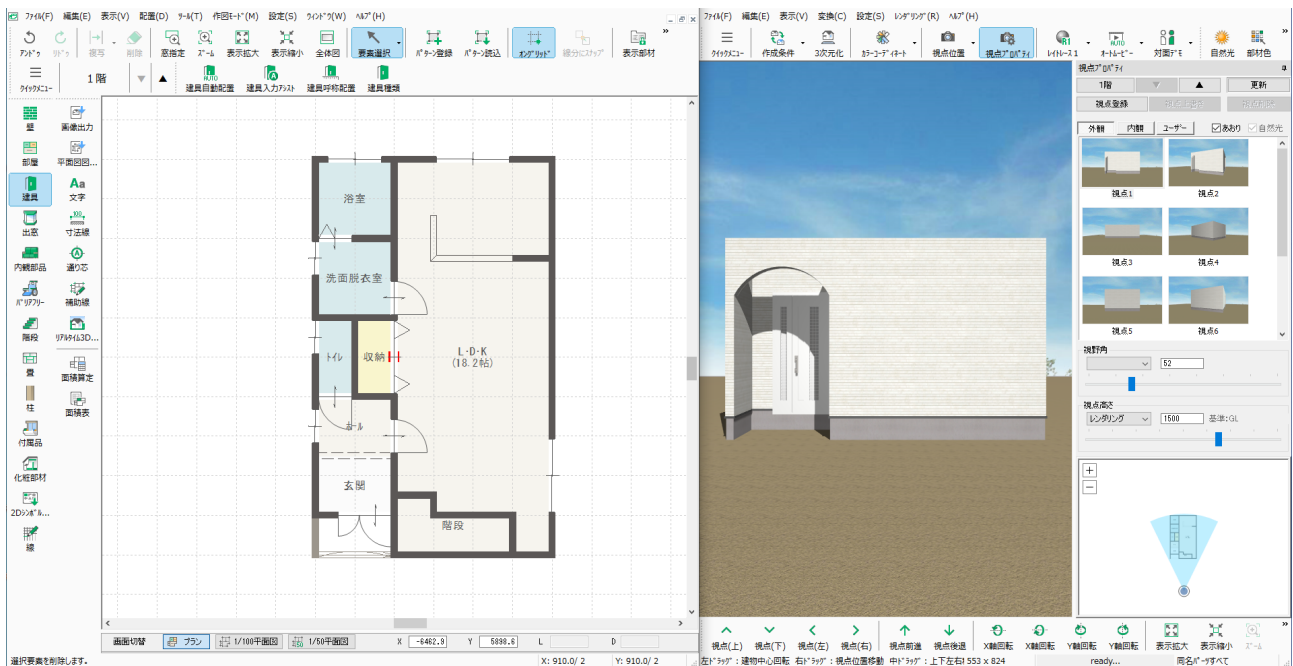 ﾌｧｲﾙ(F) 編集(E) 表示(V) 配置(D) ﾂｰﾙ(T) 作図ﾓｰﾄﾞ(M) 設定(S) ｳｨﾝﾄﾞｳ(W) ﾍﾙﾌﾟ(H)
ｱﾝﾄﾞｩ ﾘﾄﾞｩ 複写 削除 窓指定 ｽﾞｰﾑ 表示拡大 表示縮小 全体図 要素選択 ﾊﾟﾀｰﾝ登録 ﾊﾟﾀｰﾝ読込 ｵﾝｸﾞﾘｯﾄﾞ 線分にｽﾅｯﾌﾟ 表示部材 »
ｸｲｯｸﾒﾆｭｰ 1階 ▼ ▲ 建具自動配置 建具入力ｱｼｽﾄ 建具呼称配置 建具種類
AUTO
壁 画像出力
部屋 平面図図...
建具 文字
Aa
出窓 寸法線
100
内観部品 通り芯
ﾊﾞﾘｱﾌﾘｰ 補助線
階段 ﾘｱﾙﾀｲﾑ3D...
畳 面積算定
柱 面積表
付属品
化粧部材
2Dｼﾝﾎﾞﾙ...
線
浴室
洗面脱衣室
トイレ
収納
L・D・K
(18.2帖)
ホール
玄関
階段
画面切替 プラン 1/100平面図 1/50平面図 X -6462.9 Y 5898.6 L D
選択要素を削除します。 X: 910.0/ 2 Y: 910.0/ 2
ﾌｧｲﾙ(F) 編集(E) 表示(V) 変換(C) 設定(S) ﾚﾝﾀﾞﾘﾝｸﾞ(R) ﾍﾙﾌﾟ(H)
ｸｲｯｸﾒﾆｭｰ 作成条件 3次元化 ｶﾗｰｺｰﾃﾞｨﾈｰﾄ 視点位置 視点ﾌﾟﾛﾊﾟﾃｨ ﾚｲﾄﾚｰｽ1 ｵｰﾄﾑｰﾋﾞｰ 対面ﾃﾞﾓ 自然光 部材色 »
視点ﾌﾟﾛﾊﾟﾃｨ
1階 ▼ ▲ 更新
視点登録
外観 内観 ユーザー あおり 自然光
視点1 視点2
視点3 視点4
視点5 視点6
視野角
52
視点高さ
レンダリング 1500 基準:GL
+
−
視点(上) 視点(下) 視点(左) 視点(右) 視点前進 視点後退 X軸回転 X軸回転 Y軸回転 Y軸回転 表示拡大 表示縮小 ｽﾞｰﾑ »
左ﾄﾞﾗｯｸﾞ：建物中心回転 右ﾄﾞﾗｯｸﾞ：視点位置移動 中ﾄﾞﾗｯｸﾞ：上下左右 553 x 824 ready... 同名ﾊﾟｰﾂすべて